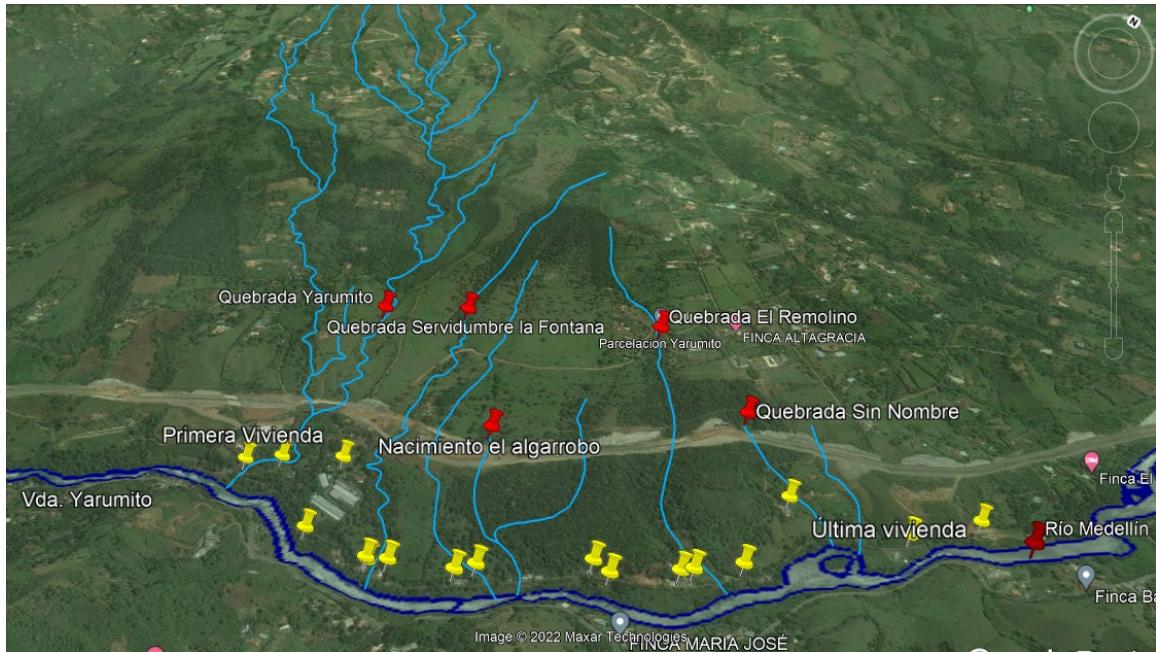 N
Quebrada Yarumito
Quebrada Servidumbre la Fontana
Quebrada El Remolino
Parcelacion Yarumito
FINCA ALTAGRACIA
Quebrada Sin Nombre
Primera Vivienda
Nacimiento el algarrobo
Finca El
Vda. Yarumito
Última vivienda
Río Medellín
Finca Ba
Image © 2022 Maxar Technologies
FINCA MARIA JOSÉ